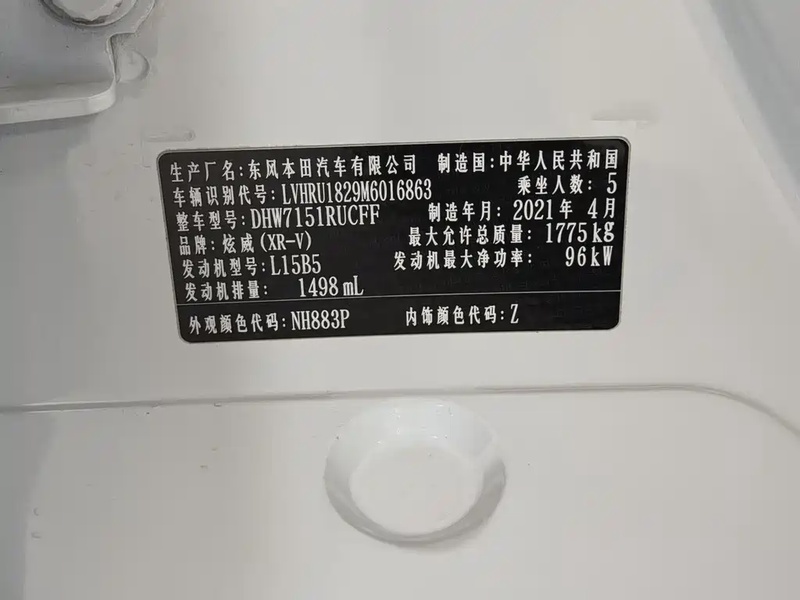 生产厂名:东风本田汽车有限公司 制造国:中华人民共和国
车辆识别代号:LVHRU1829M6016863 乘坐人数:5
整车型号:DHW7151RUCFF 制造年月:2021年 4月
品牌:炫威(XR-V) 最大允许总质量:1775kg
发动机型号:L15B5 发动机最大净功率:96kW
发动机排量: 1498mL
外观颜色代码:NH883P 内饰颜色代码:Z